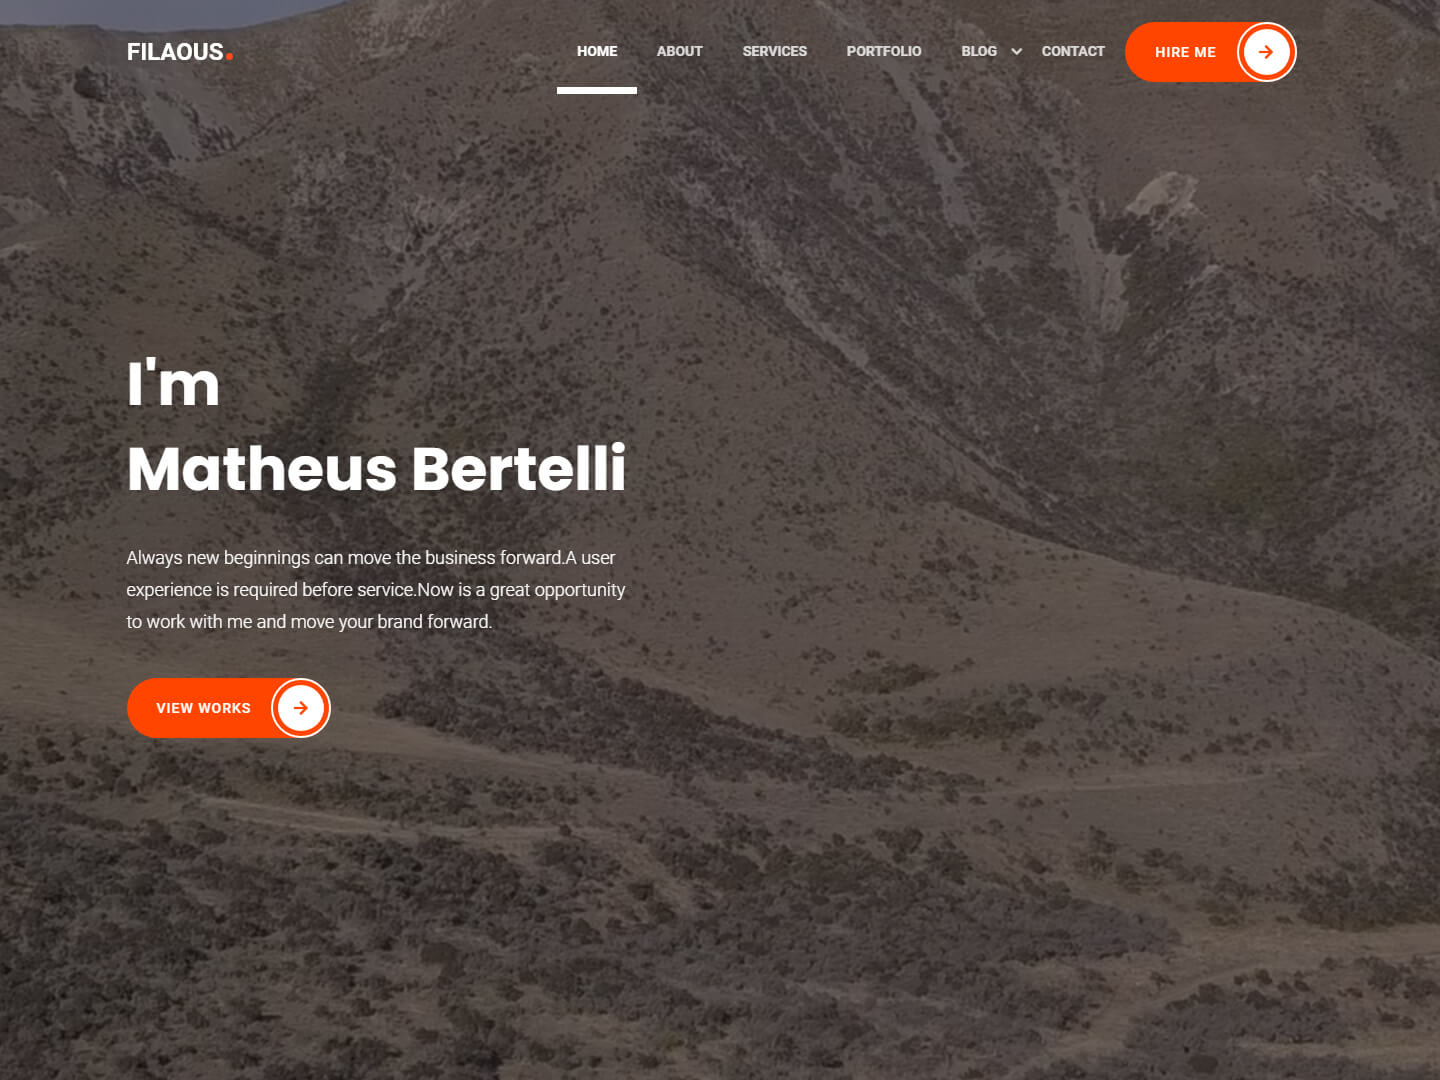 FILAOUS.
HOME ABOUT SERVICES PORTFOLIO BLOG CONTACT HIRE ME
I'm
Matheus Bertelli
Always new beginnings can move the business forward.A user
experience is required before service.Now is a great opportunity
to work with me and move your brand forward.
VIEW WORKS